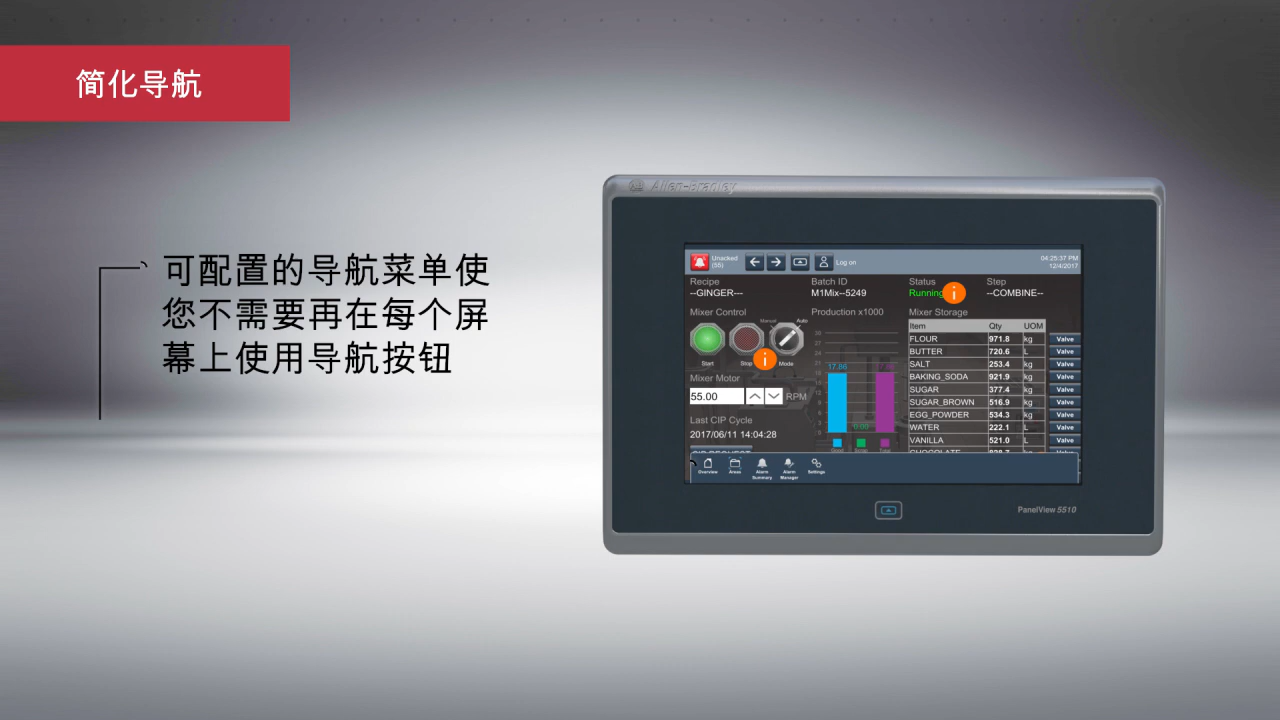 简化导航
可配置的导航菜单使
您不需要再在每个屏
幕上使用导航按钮
Allen-Bradley
Unacked
(55)
Log on
04:25:37 PM
12/4/2017
Recipe
--GINGER---
Batch ID
M1Mix--5249
Status
Running
Step
--COMBINE--
Mixer Control
Manual
Auto
Start
Stop
Mode
Production x1000
17.86
0.00
Mixer Storage
Item Qty UOM
FLOUR 971.8 kg Valve
BUTTER 720.6 L Valve
SALT 253.4 kg Valve
BAKING_SODA 921.9 kg Valve
SUGAR 377.4 kg Valve
SUGAR_BROWN 516.9 kg Valve
EGG_POWDER 534.3 kg Valve
WATER 222.1 L Valve
VANILLA 521.0 L Valve
CHOCOLATE
Mixer Motor
55.00 RPM
Last CIP Cycle
2017/06/11 14:04:28
CIP REQUEST
Overview
Areas
Alarm
Summary
Alarm
Manager
Settings
PanelView 5510